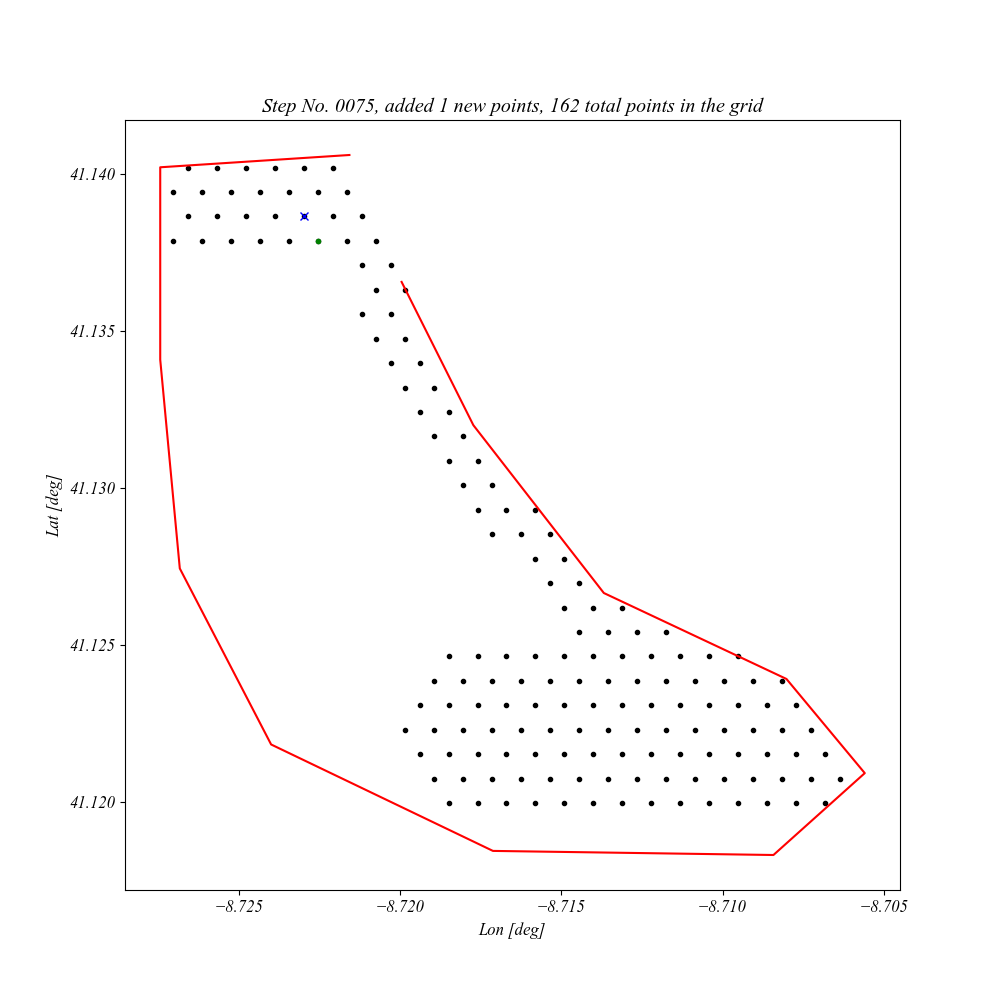 Step No. 0075, added 1 new points, 162 total points in the grid
41.140
41.135
41.130
41.125
41.120
Lat [deg]
−8.725 −8.720 −8.715 −8.710 −8.705
Lon [deg]